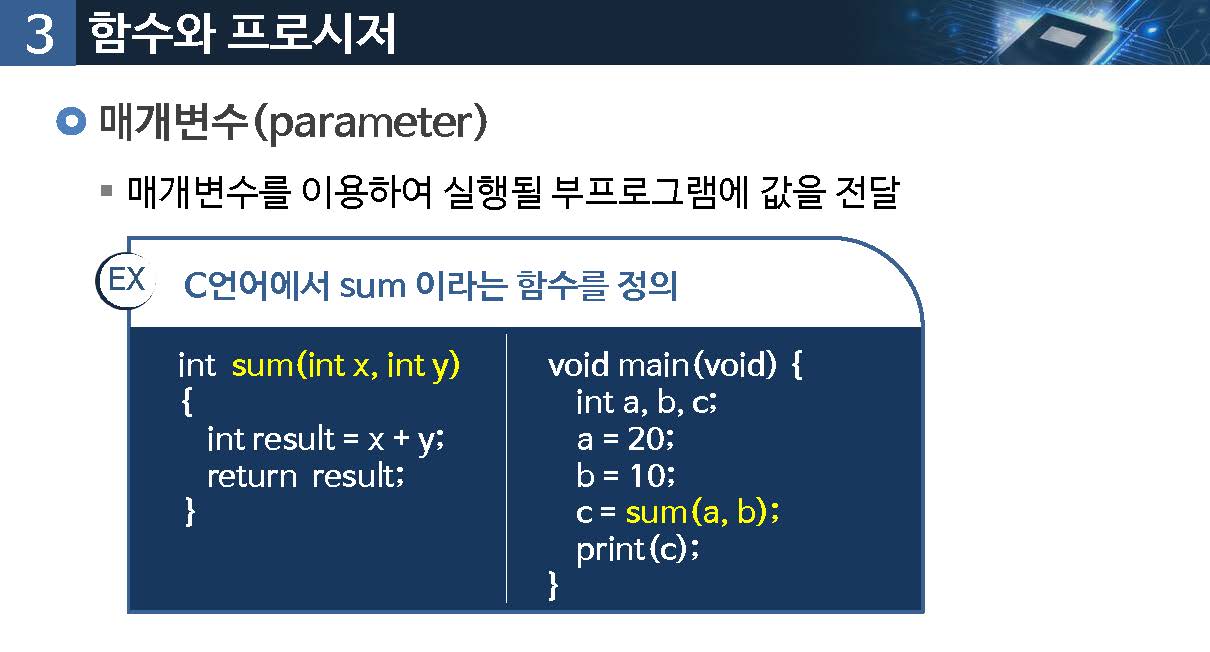 3 함수와 프로시저
매개변수(parameter)
매개변수를 이용하여 실행될 부프로그램에 값을 전달
EX C언어에서 sum 이라는 함수를 정의
int sum(int x, int y)
{
int result = x + y;
return result;
}
void main(void) {
int a, b, c;
a = 20;
b = 10;
c = sum(a, b);
print(c);
}